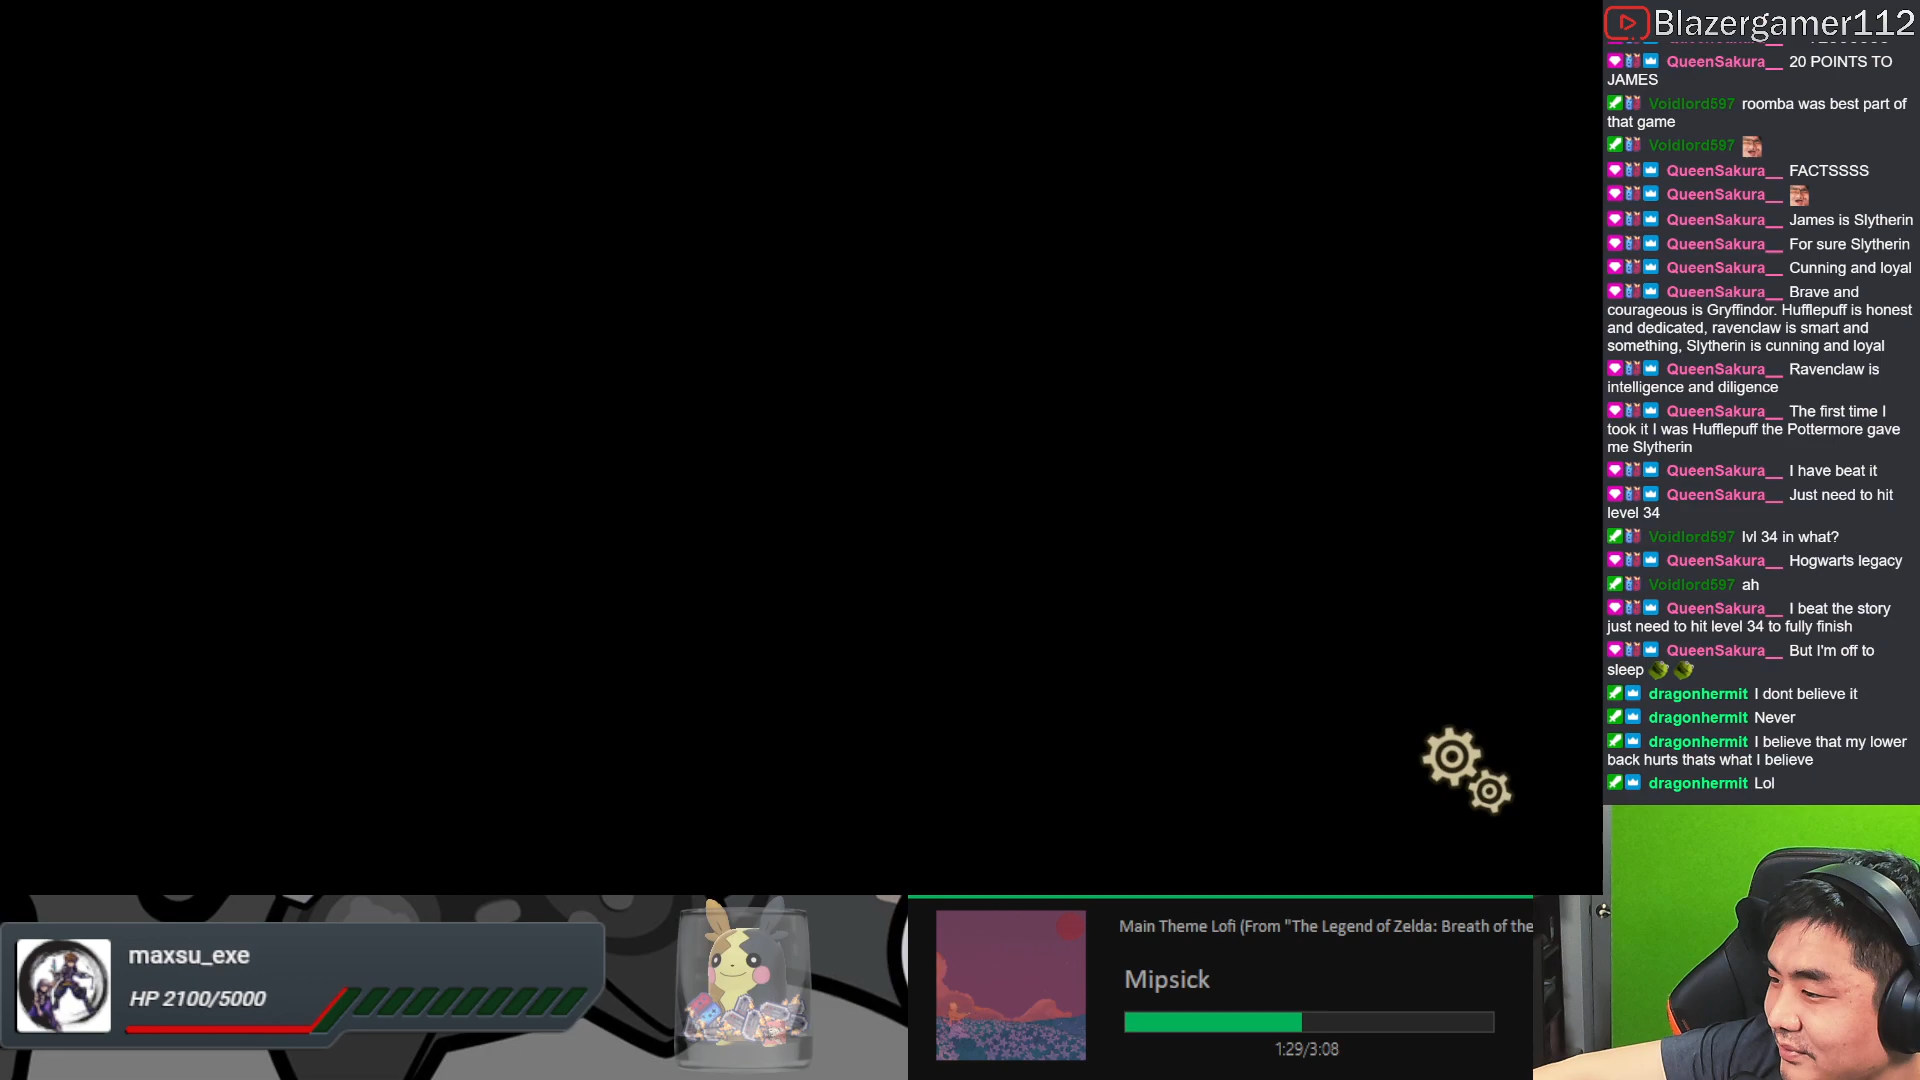 Blazergamer112
QueenSakura__ 20 POINTS TO
JAMES
Voidlord597 roomba was best part of
that game
Voidlord597
QueenSakura__ FACTSSSS
QueenSakura__
QueenSakura__ James is Slytherin
QueenSakura__ For sure Slytherin
QueenSakura__ Cunning and loyal
QueenSakura__ Brave and
courageous is Gryffindor. Hufflepuff is honest
and dedicated, ravenclaw is smart and
something, Slytherin is cunning and loyal
QueenSakura__ Ravenclaw is
intelligence and diligence
QueenSakura__ The first time I
took it I was Hufflepuff the Pottermore gave
me Slytherin
QueenSakura__ I have beat it
QueenSakura__ Just need to hit
level 34
Voidlord597 lvl 34 in what?
QueenSakura__ Hogwarts legacy
Voidlord597 ah
QueenSakura__ I beat the story
just need to hit level 34 to fully finish
QueenSakura__ But I'm off to
sleep
dragonhermit I dont believe it
dragonhermit Never
dragonhermit I believe that my lower
back hurts thats what I believe
dragonhermit Lol
maxsu_exe
HP 2100/5000
Main Theme Lofi (From "The Legend of Zelda: Breath of the
Mipsick
1:29/3:08